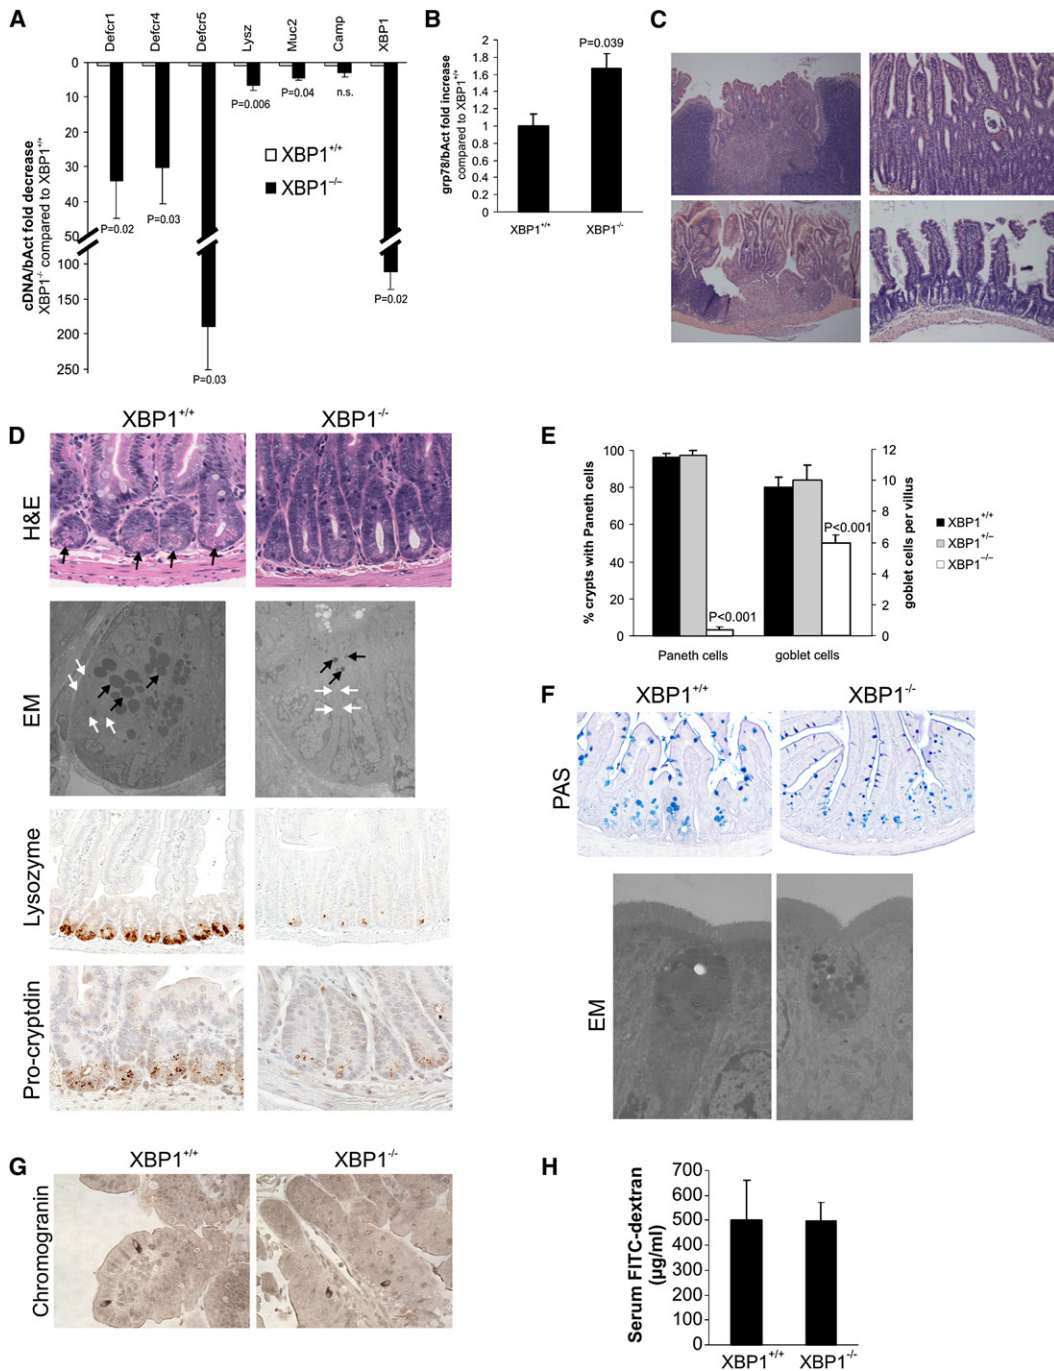 A
Defcr1
Defcr4
Defcr5
Lysz
Muc2
Camp
XBP1
cDNA/bAct fold decrease
XBP1-/- compared to XBP1+/+
0
10
20
30
40
50
100
150
200
250
P=0.02
P=0.03
P=0.03
P=0.006
P=0.04
n.s.
P=0.02
XBP1+/+
XBP1-/-
B
grp78/bAct fold increase
compared to XBP1+/+
2
1.8
1.6
1.4
1.2
1
0.8
0.6
0.4
0.2
0
P=0.039
XBP1+/+
XBP1-/-
C
D
XBP1+/+
XBP1-/-
H&E
EM
Lysozyme
Pro-cryptdin
E
% crypts with Paneth cells
100
80
60
40
20
0
P<0.001
P<0.001
12
10
8
6
4
2
0
goblet cells per villus
Paneth cells
goblet cells
XBP1+/+
XBP1+/–
XBP1–/–
F
XBP1+/+
XBP1-/-
PAS
EM
G
XBP1+/+
XBP1-/-
Chromogranin
H
Serum FITC-dextran
(µg/ml)
700
600
500
400
300
200
100
0
XBP1+/+
XBP1-/-